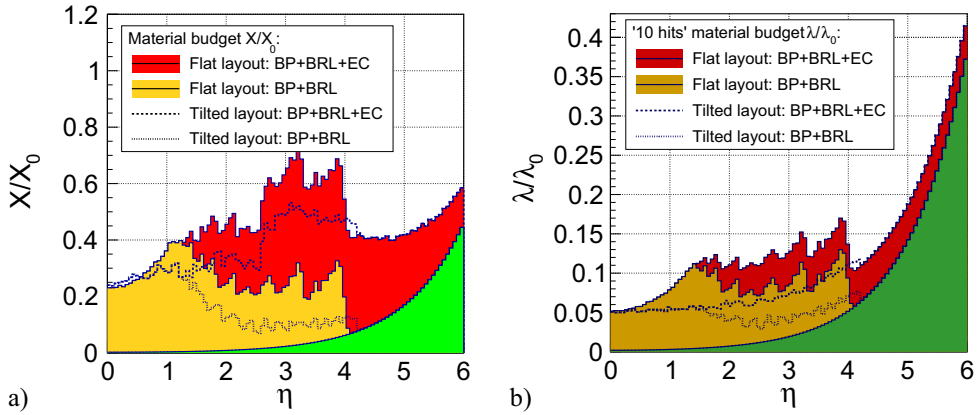 1.2
1
0.8
0.6
0.4
0.2
0
X/X0
Material budget X/X0:
Flat layout: BP+BRL+EC
Flat layout: BP+BRL
Tilted layout: BP+BRL+EC
Tilted layout: BP+BRL
0 1 2 3 4 5 6
η
a)
0.4
0.35
0.3
0.25
0.2
0.15
0.1
0.05
0
λ/λ0
'10 hits' material budget λ/λ0:
Flat layout: BP+BRL+EC
Flat layout: BP+BRL
Tilted layout: BP+BRL+EC
Tilted layout: BP+BRL
0 1 2 3 4 5 6
η
b)